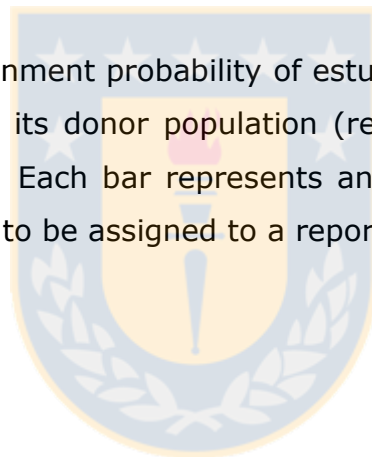 nment probability of estu
its donor population (re
Each bar represents an
to be assigned to a repor